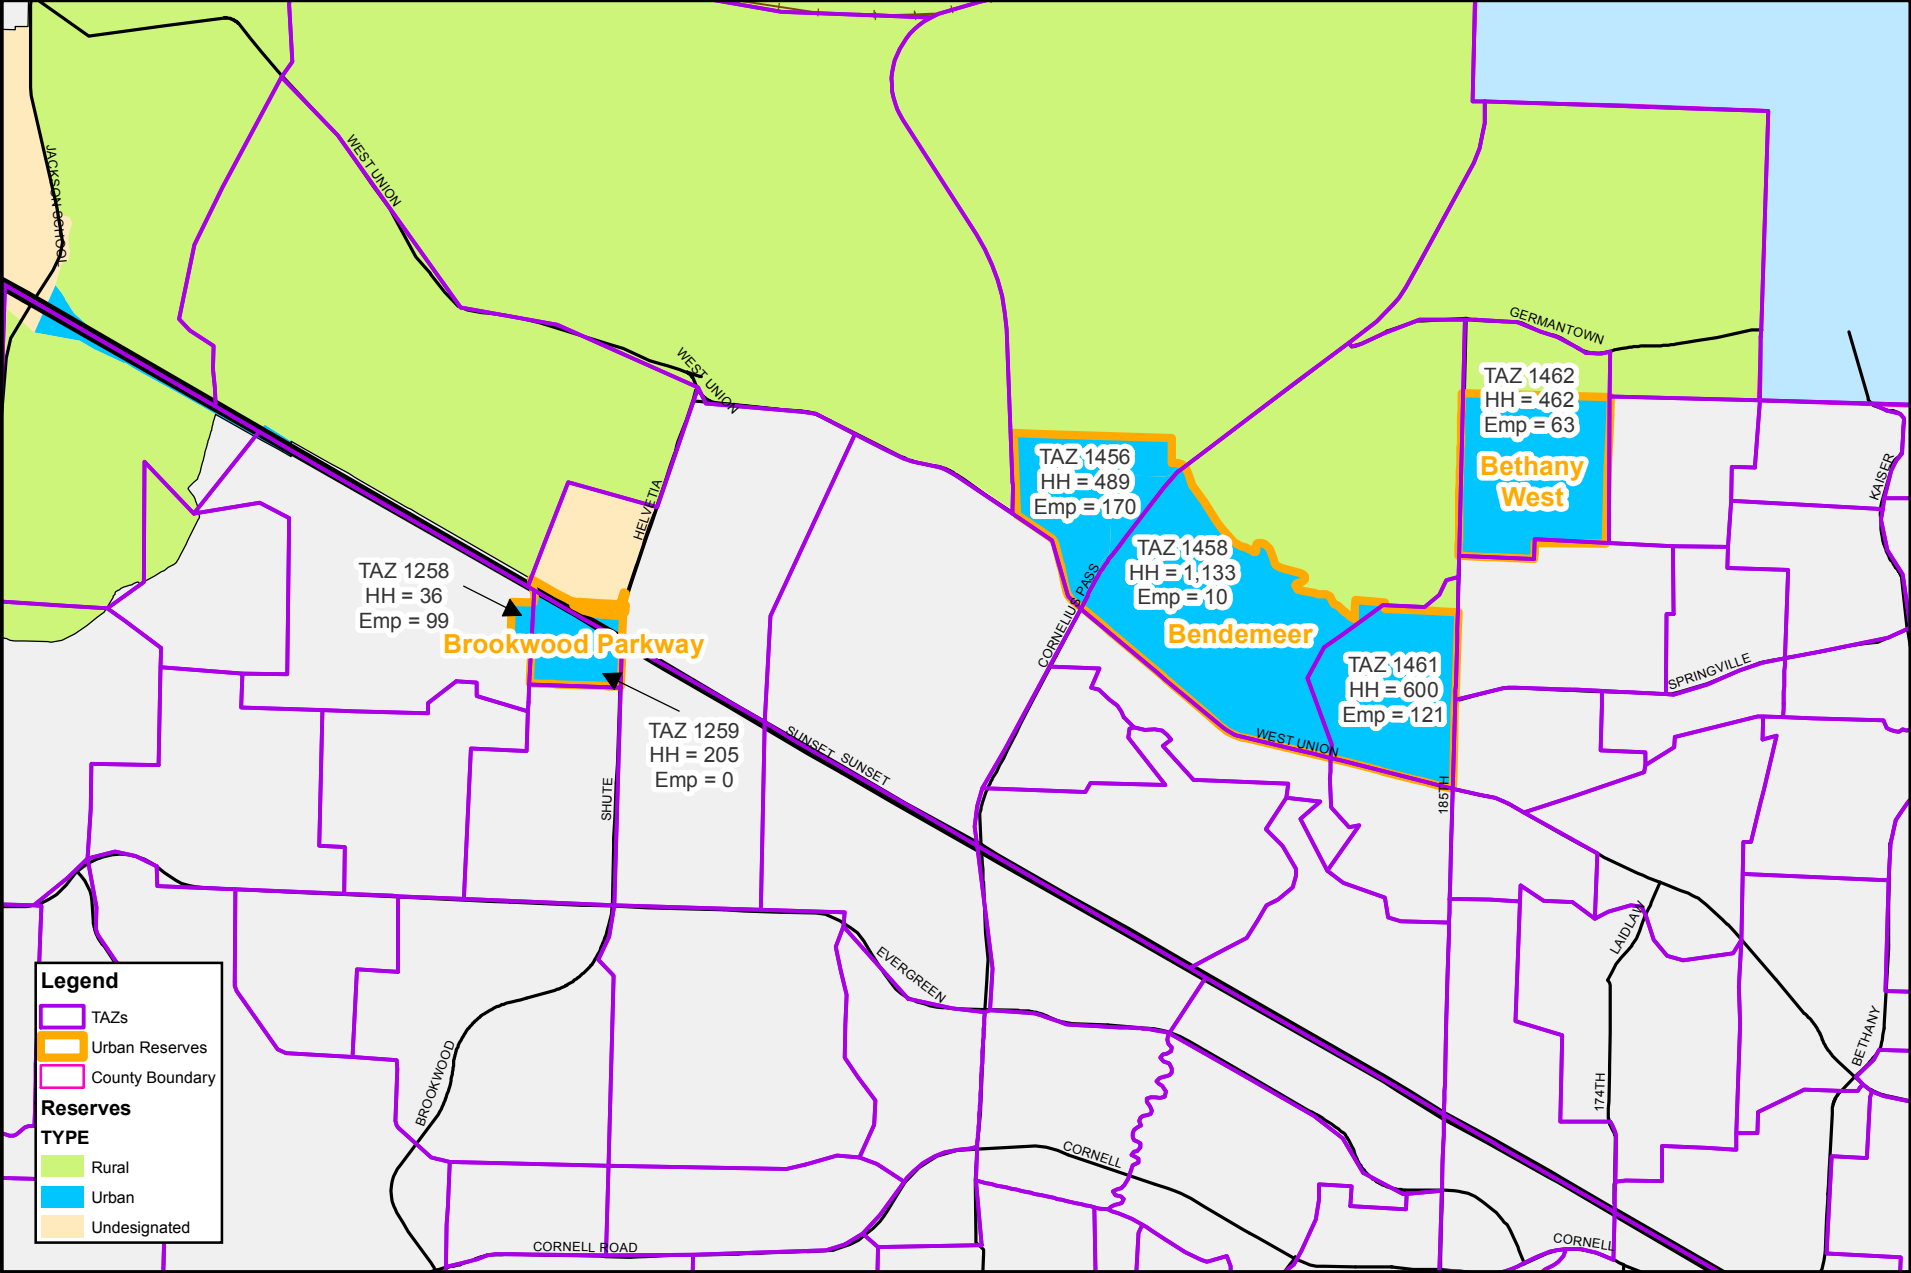 JACKSON SCHOOL
WEST UNION
WEST UNION
GERMANTOWN
TAZ 1462
HH = 462
Emp = 63
Bethany
West
KAISER
TAZ 1456
HH = 489
Emp = 170
HELVETIA
TAZ 1458
HH = 1,133
Emp = 10
Bendemeer
CORNELIUS PASS
TAZ 1258
HH = 36
Emp = 99
Brookwood Parkway
TAZ 1461
HH = 600
Emp = 121
SPRINGVILLE
TAZ 1259
HH = 205
Emp = 0
SUNSET SUNSET
WEST UNION
185TH
SHUTE
LAIDLAW
EVERGREEN
BETHANY
174TH
BROOKWOOD
CORNELL
CORNELL ROAD
CORNELL
Legend
TAZs
Urban Reserves
County Boundary
Reserves
TYPE
Rural
Urban
Undesignated